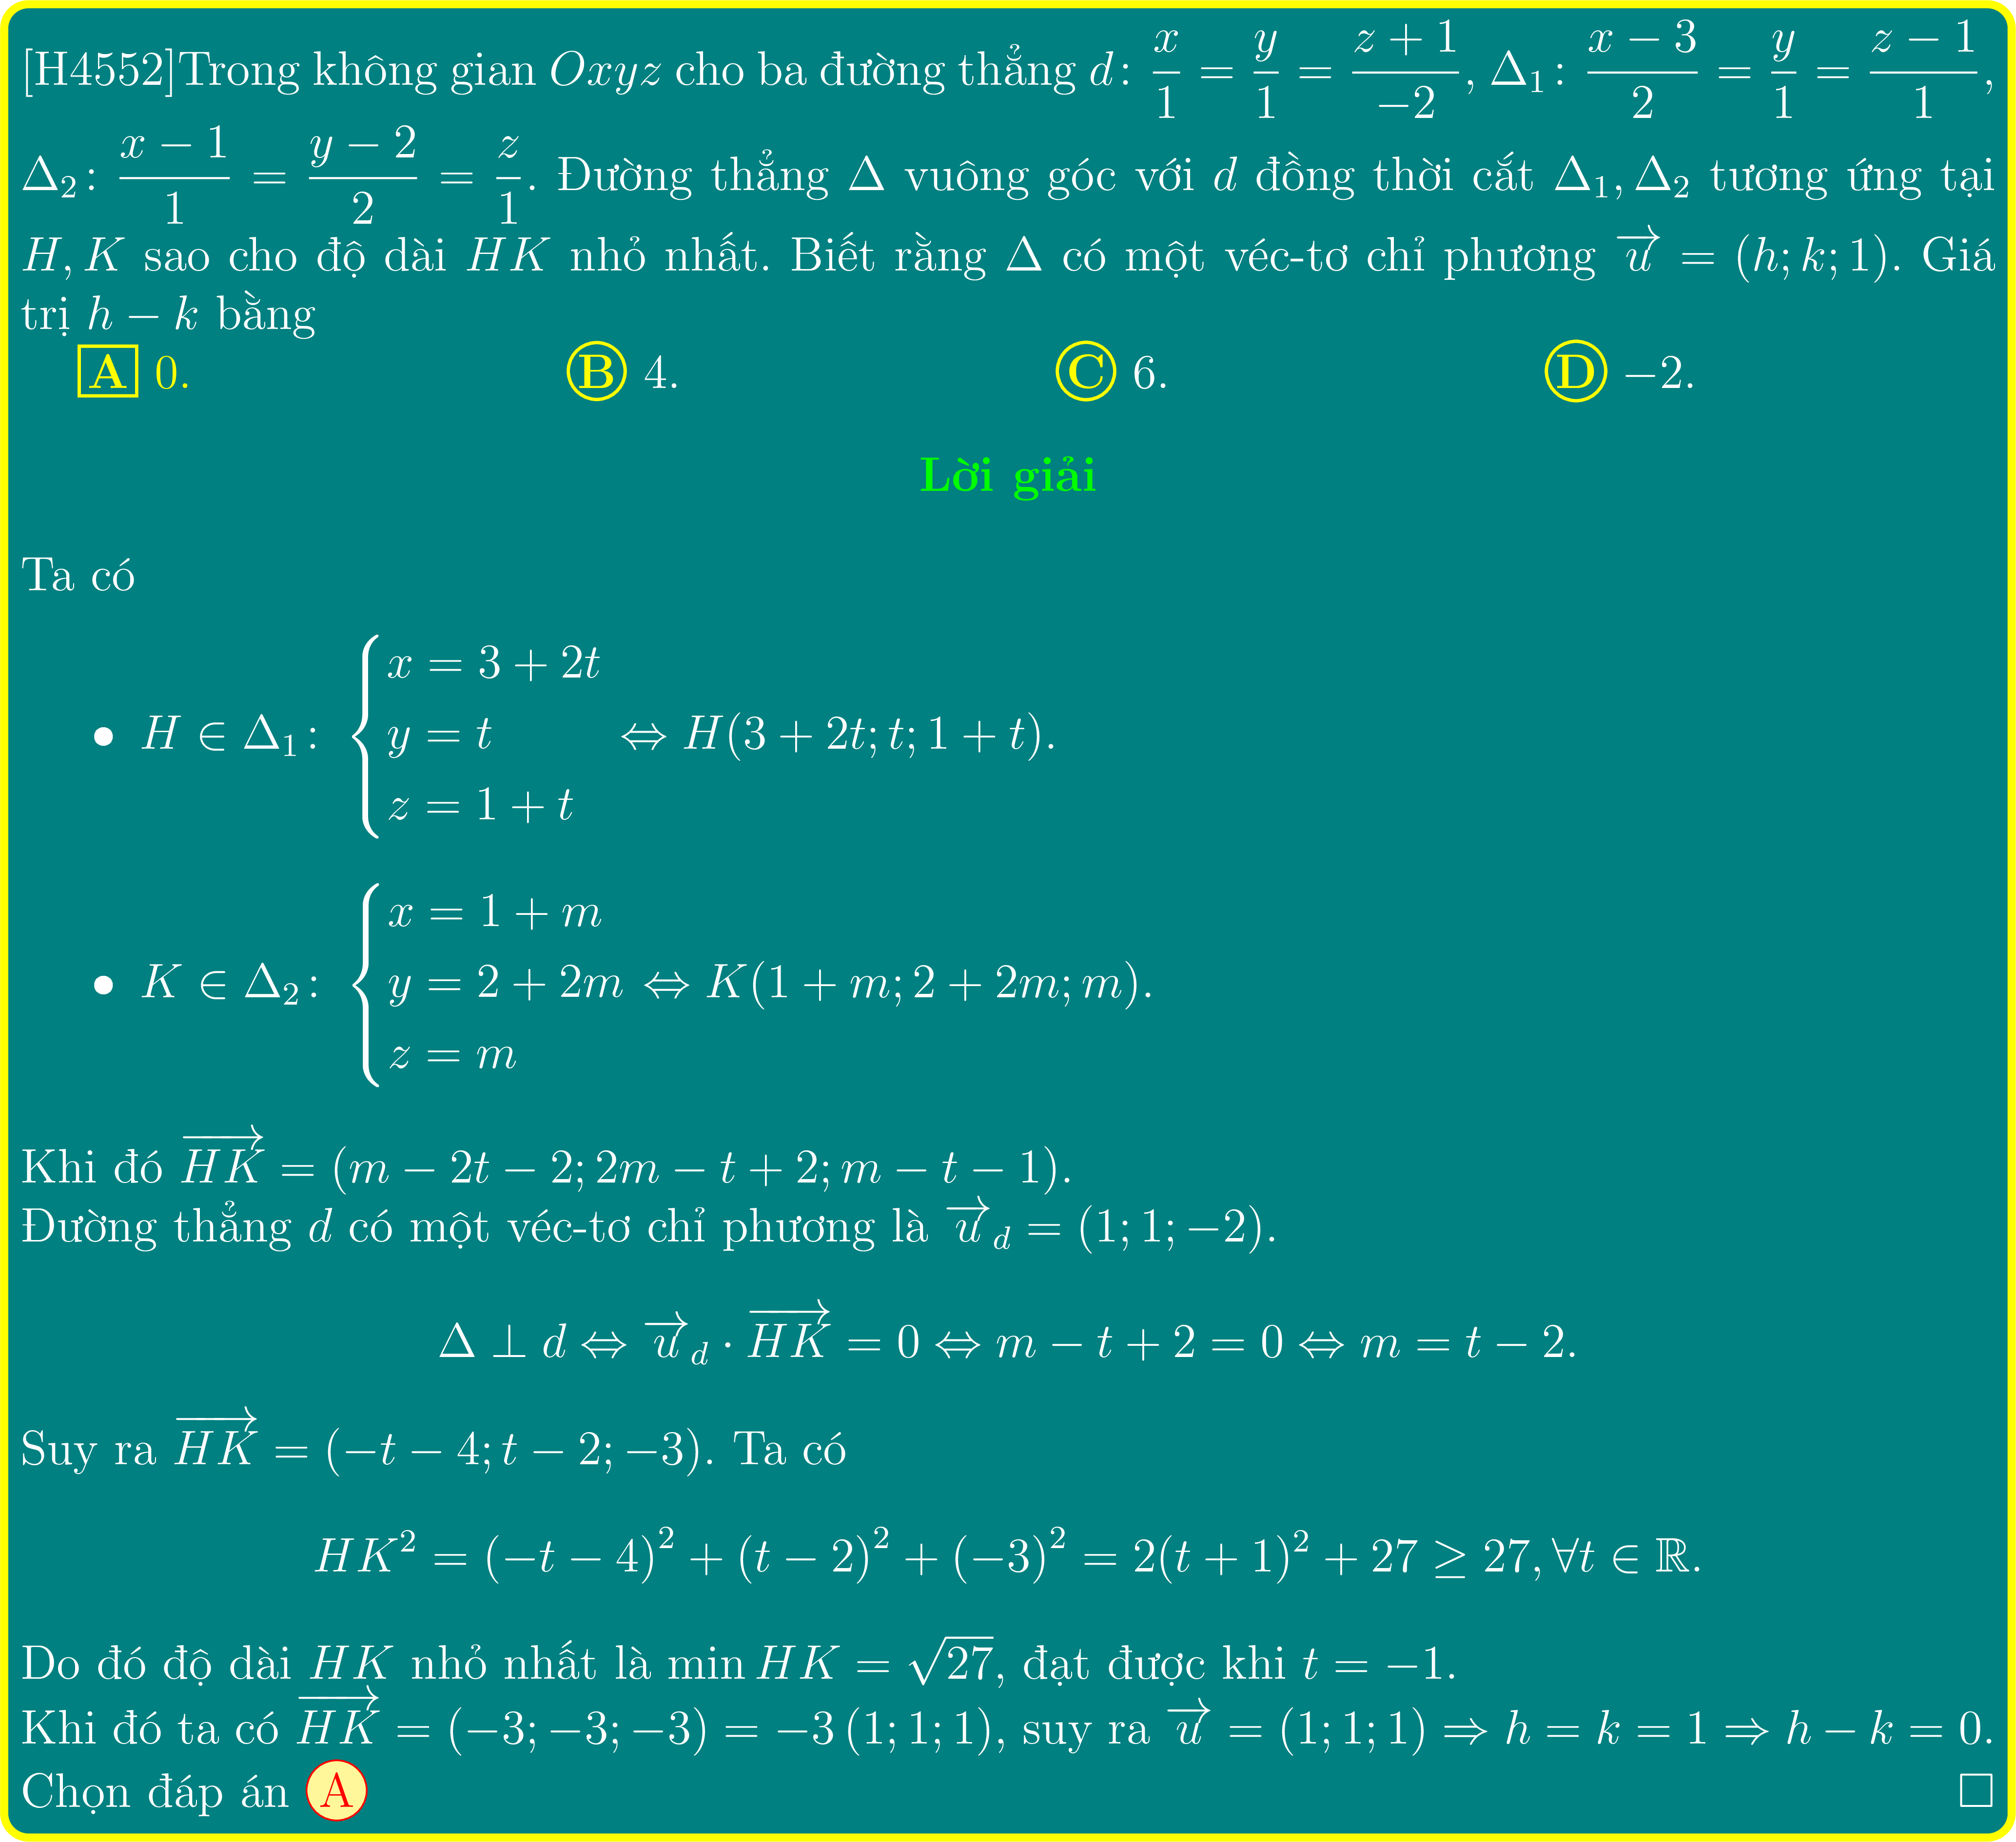 [H4552]Trong không gian $Oxyz$ cho ba đường thẳng $d\colon \dfrac{x}{1} = \dfrac{y}{1} = \dfrac{z+1}{-2}$, $\Delta_1\colon \dfrac{x-3}{2} = \dfrac{y}{1} = \dfrac{z-1}{1}$,
$\Delta_2\colon \dfrac{x-1}{1} = \dfrac{y-2}{2} = \dfrac{z}{1}$. Đường thẳng $\Delta$ vuông góc với $d$ đồng thời cắt $\Delta_1, \Delta_2$ tương ứng tại
$H, K$ sao cho độ dài $HK$ nhỏ nhất. Biết rằng $\Delta$ có một véc-tơ chỉ phương $\overrightarrow{u} = (h; k; 1)$. Giá
trị $h - k$ bằng
A 0. B 4. C 6. D $-2$.
Lời giải
Ta có
• $H \in \Delta_1\colon \begin{cases} x = 3 + 2t \\ y = t \\ z = 1 + t \end{cases} \Leftrightarrow H(3 + 2t; t; 1 + t)$.
• $K \in \Delta_2\colon \begin{cases} x = 1 + m \\ y = 2 + 2m \\ z = m \end{cases} \Leftrightarrow K(1 + m; 2 + 2m; m)$.
Khi đó $\overrightarrow{HK} = (m - 2t - 2; 2m - t + 2; m - t - 1)$.
Đường thẳng $d$ có một véc-tơ chỉ phương là $\overrightarrow{u}_d = (1; 1; -2)$.
$\Delta \perp d \Leftrightarrow \overrightarrow{u}_d \cdot \overrightarrow{HK} = 0 \Leftrightarrow m - t + 2 = 0 \Leftrightarrow m = t - 2$.
Suy ra $\overrightarrow{HK} = (-t - 4; t - 2; -3)$. Ta có
$HK^2 = (-t - 4)^2 + (t - 2)^2 + (-3)^2 = 2(t + 1)^2 + 27 \geq 27, \forall t \in \mathbb{R}$.
Do đó độ dài $HK$ nhỏ nhất là $\min HK = \sqrt{27}$, đạt được khi $t = -1$.
Khi đó ta có $\overrightarrow{HK} = (-3; -3; -3) = -3\,(1; 1; 1)$, suy ra $\overrightarrow{u} = (1; 1; 1) \Rightarrow h = k = 1 \Rightarrow h - k = 0$.
Chọn đáp án A □